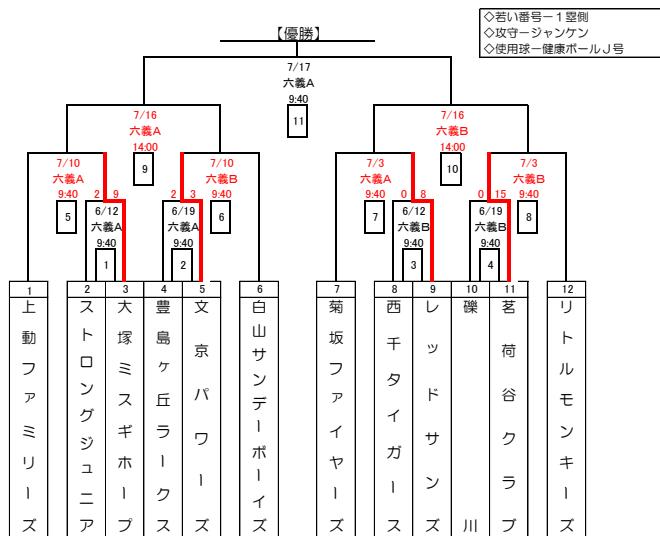 ◇若い番号－１塁側
◇攻守－ジャンケン
◇使用球－健康ボールＪ号
【優勝】
7/17
六義A
9:40
11
7/16
六義A
14:00
9
7/16
六義B
14:00
10
7/10
六義A
9:40
5
7/10
六義B
9:40
6
7/3
六義A
9:40
7
7/3
六義B
9:40
8
2 9
6/12
六義A
9:40
1
2 3
6/19
六義A
9:40
2
0 8
6/12
六義B
9:40
3
0 15
6/19
六義B
9:40
4
1
上動ファミリーズ
2
ストロングジュニア
3
大塚ミスギホープ
4
豊島ヶ丘ラークス
5
文京パワーズ
6
白山サンデーボーイズ
7
菊坂ファイヤーズ
8
西千タイガース
9
レッドサンズ
10
礫川
11
茗荷谷クラブ
12
リトルモンキーズ